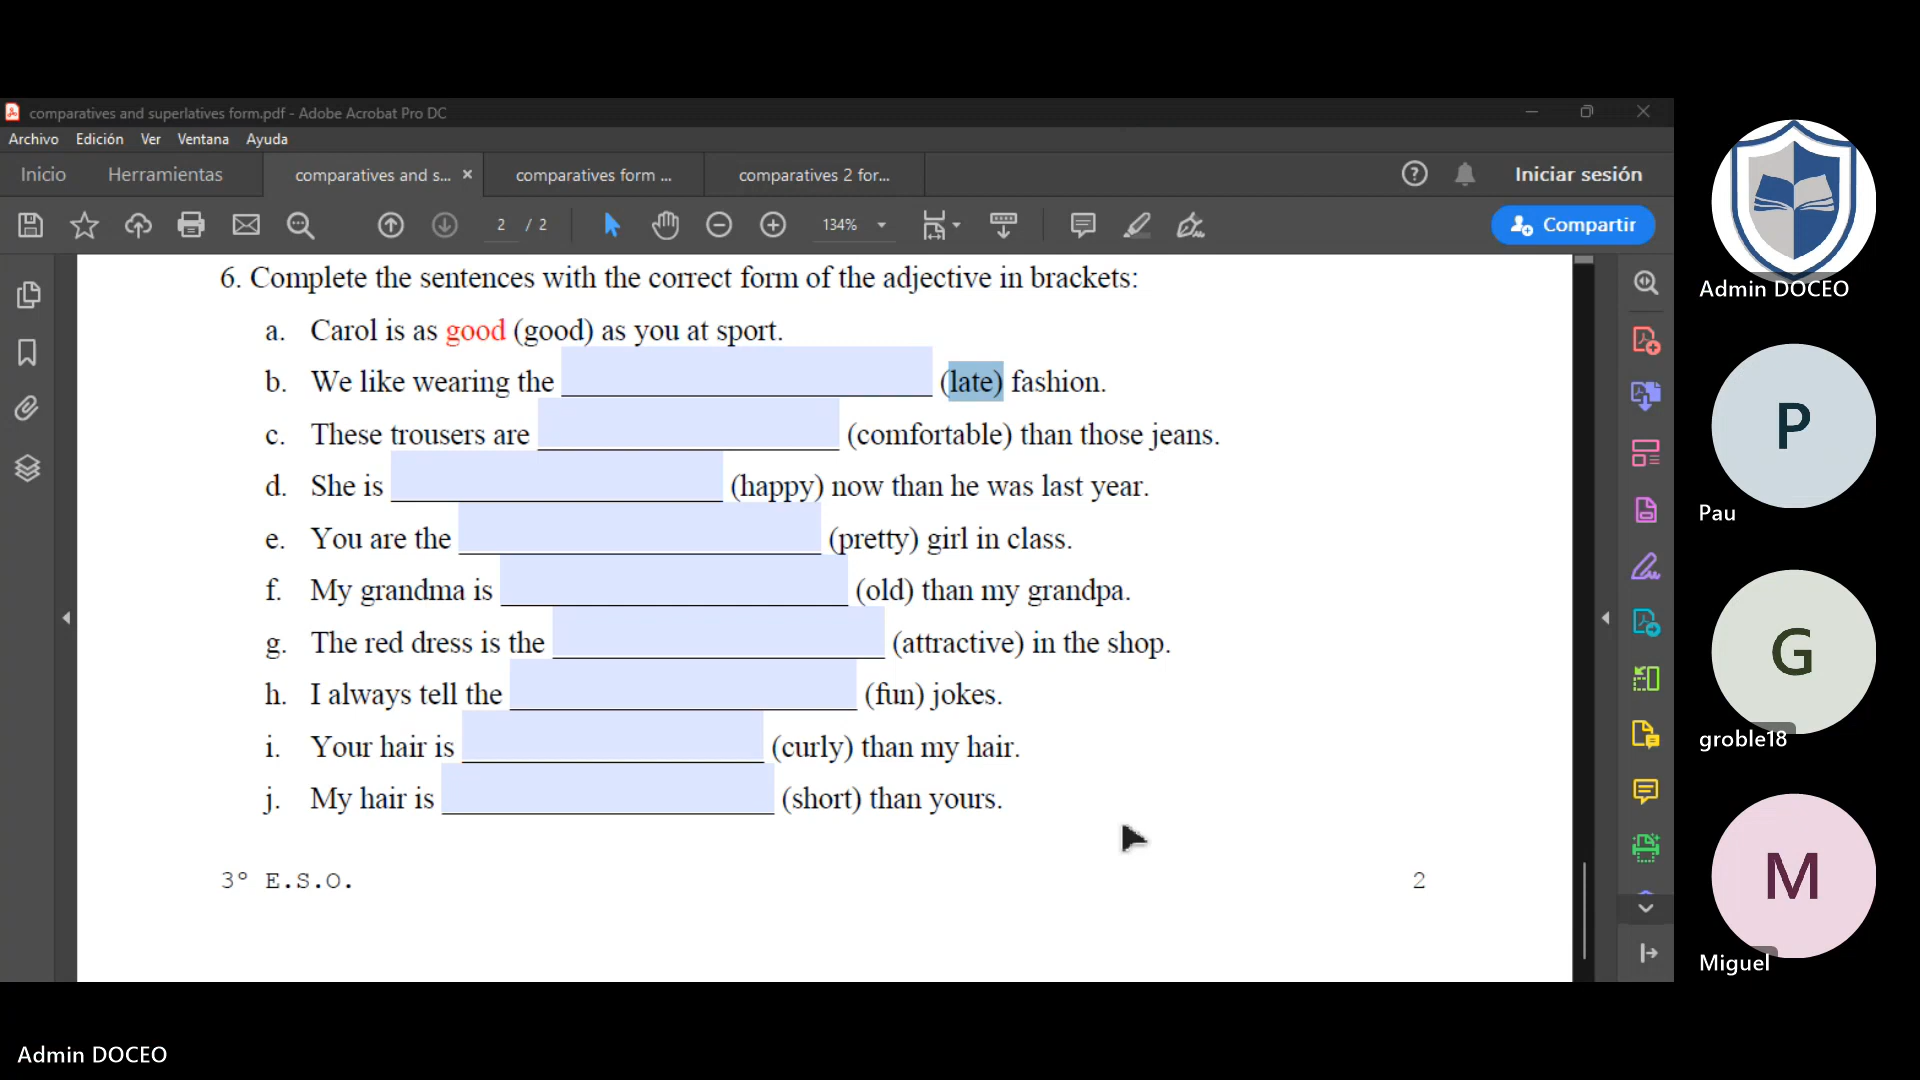 comparatives and superlatives form.pdf - Adobe Acrobat Pro DC
Archivo Edición Ver Ventana Ayuda
Inicio Herramientas comparatives and s... comparatives form ... comparatives 2 for... Iniciar sesión
2 / 2 134% Compartir
6. Complete the sentences with the correct form of the adjective in brackets:
a. Carol is as good (good) as you at sport.
b. We like wearing the (late) fashion.
c. These trousers are (comfortable) than those jeans.
d. She is (happy) now than he was last year.
e. You are the (pretty) girl in class.
f. My grandma is (old) than my grandpa.
g. The red dress is the (attractive) in the shop.
h. I always tell the (fun) jokes.
i. Your hair is (curly) than my hair.
j. My hair is (short) than yours.
3º E.S.O. 2
Admin DOCEO
P
Pau
G
groble18
M
Miguel
Admin DOCEO